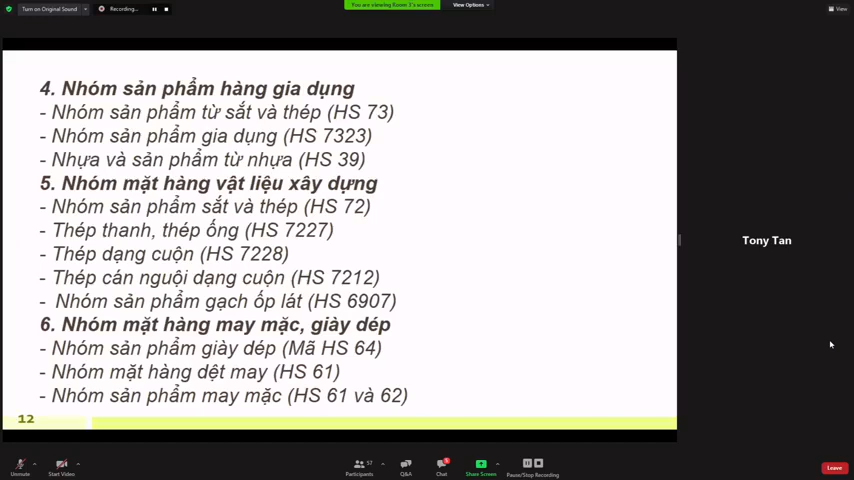 Turn on Original Sound
Recording...
You are viewing Room 3's screen
View Options
View
4. Nhóm sản phẩm hàng gia dụng
- Nhóm sản phẩm từ sắt và thép (HS 73)
- Nhóm sản phẩm gia dụng (HS 7323)
- Nhựa và sản phẩm từ nhựa (HS 39)
5. Nhóm mặt hàng vật liệu xây dựng
- Nhóm sản phẩm sắt và thép (HS 72)
- Thép thanh, thép ống (HS 7227)
- Thép dạng cuộn (HS 7228)
- Thép cán nguội dạng cuộn (HS 7212)
- Nhóm sản phẩm gạch ốp lát (HS 6907)
6. Nhóm mặt hàng may mặc, giày dép
- Nhóm sản phẩm giày dép (Mã HS 64)
- Nhóm mặt hàng dệt may (HS 61)
- Nhóm sản phẩm may mặc (HS 61 và 62)
12
Tony Tan
Unmute
Start Video
Participants
57
Q&A
Chat
Share Screen
Pause/Stop Recording
Leave